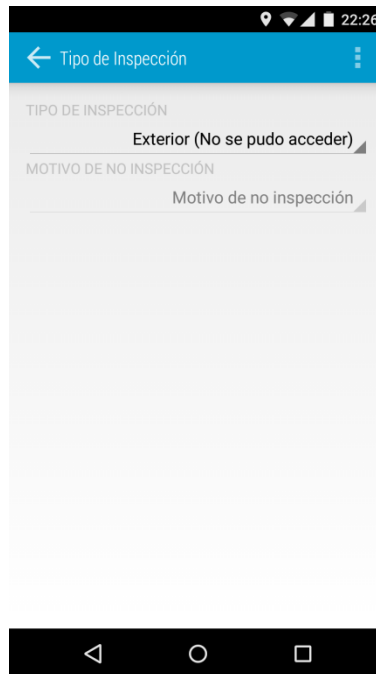 22:26
Tipo de Inspección
TIPO DE INSPECCIÓN
Exterior (No se pudo acceder)
MOTIVO DE NO INSPECCIÓN
Motivo de no inspección